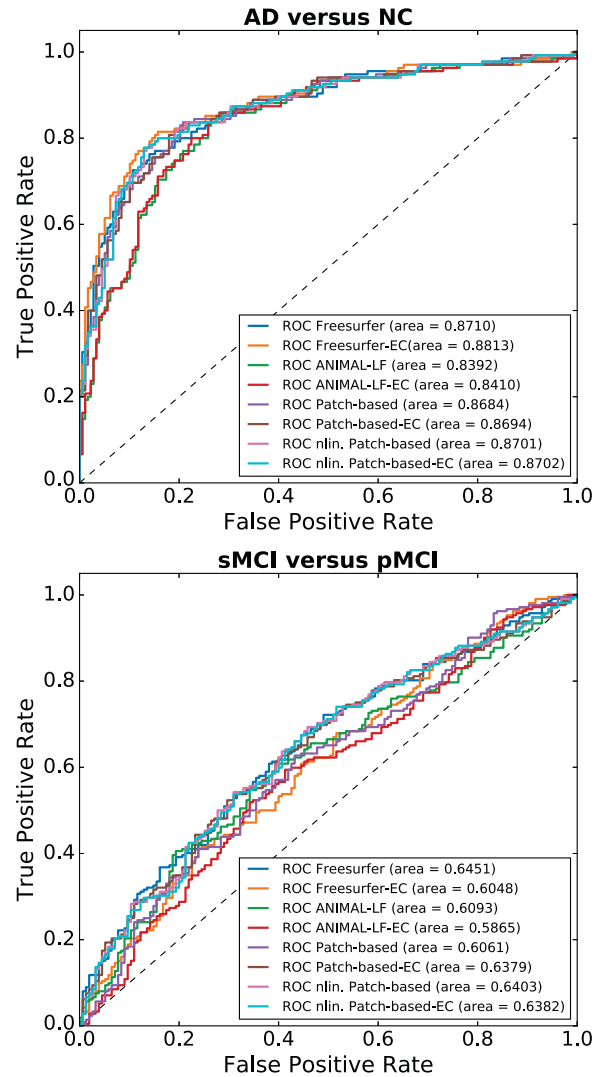 AD versus NC
1.0
0.8
0.6
0.4
0.2
0.0
True Positive Rate
ROC Freesurfer (area = 0.8710)
ROC Freesurfer-EC(area = 0.8813)
ROC ANIMAL-LF (area = 0.8392)
ROC ANIMAL-LF-EC (area = 0.8410)
ROC Patch-based (area = 0.8684)
ROC Patch-based-EC (area = 0.8694)
ROC nlin. Patch-based (area = 0.8701)
ROC nlin. Patch-based-EC (area = 0.8702)
0.0 0.2 0.4 0.6 0.8 1.0
False Positive Rate
sMCI versus pMCI
1.0
0.8
0.6
0.4
0.2
0.0
True Positive Rate
ROC Freesurfer (area = 0.6451)
ROC Freesurfer-EC (area = 0.6048)
ROC ANIMAL-LF (area = 0.6093)
ROC ANIMAL-LF-EC (area = 0.5865)
ROC Patch-based (area = 0.6061)
ROC Patch-based-EC (area = 0.6379)
ROC nlin. Patch-based (area = 0.6403)
ROC nlin. Patch-based-EC (area = 0.6382)
0.0 0.2 0.4 0.6 0.8 1.0
False Positive Rate